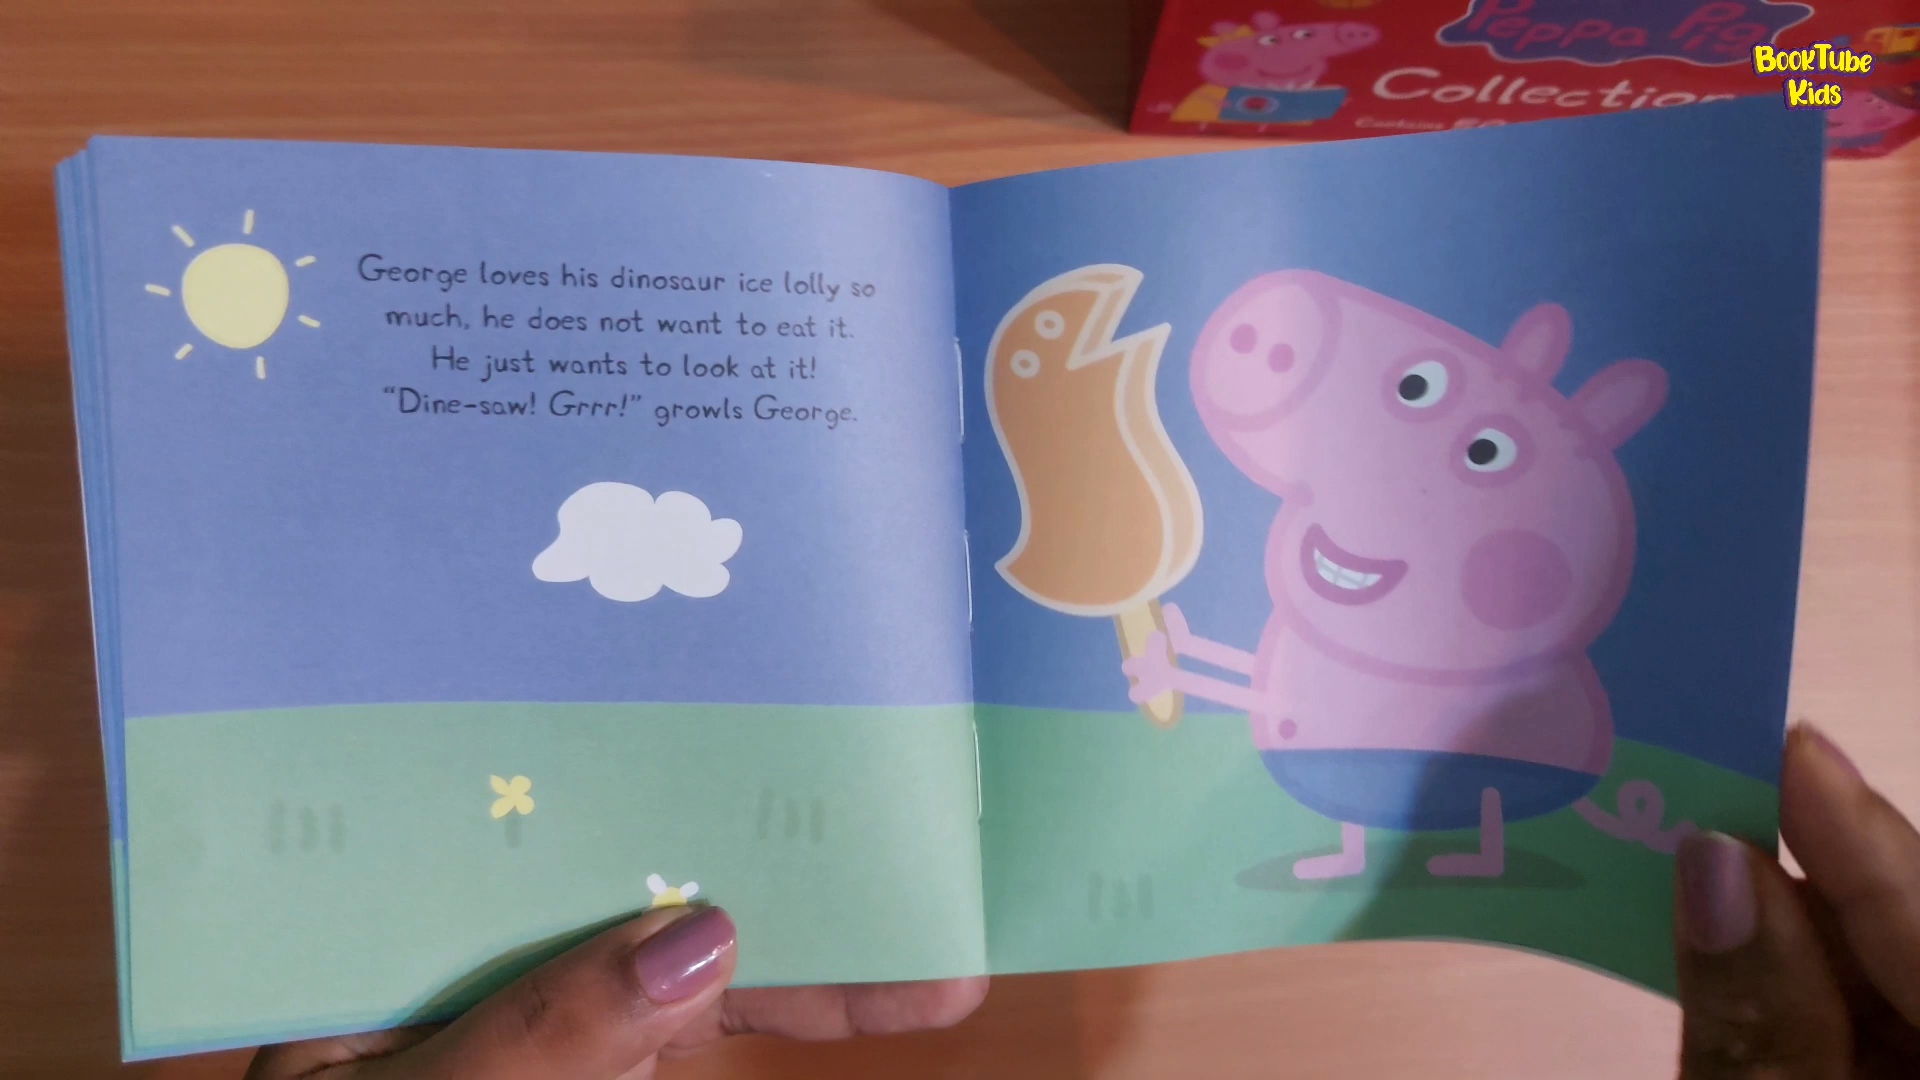 Peppa Pig
Collection
Contains
BookTube
Kids
George loves his dinosaur ice lolly so
much, he does not want to eat it.
He just wants to look at it!
“Dine-saw! Grrr!” growls George.